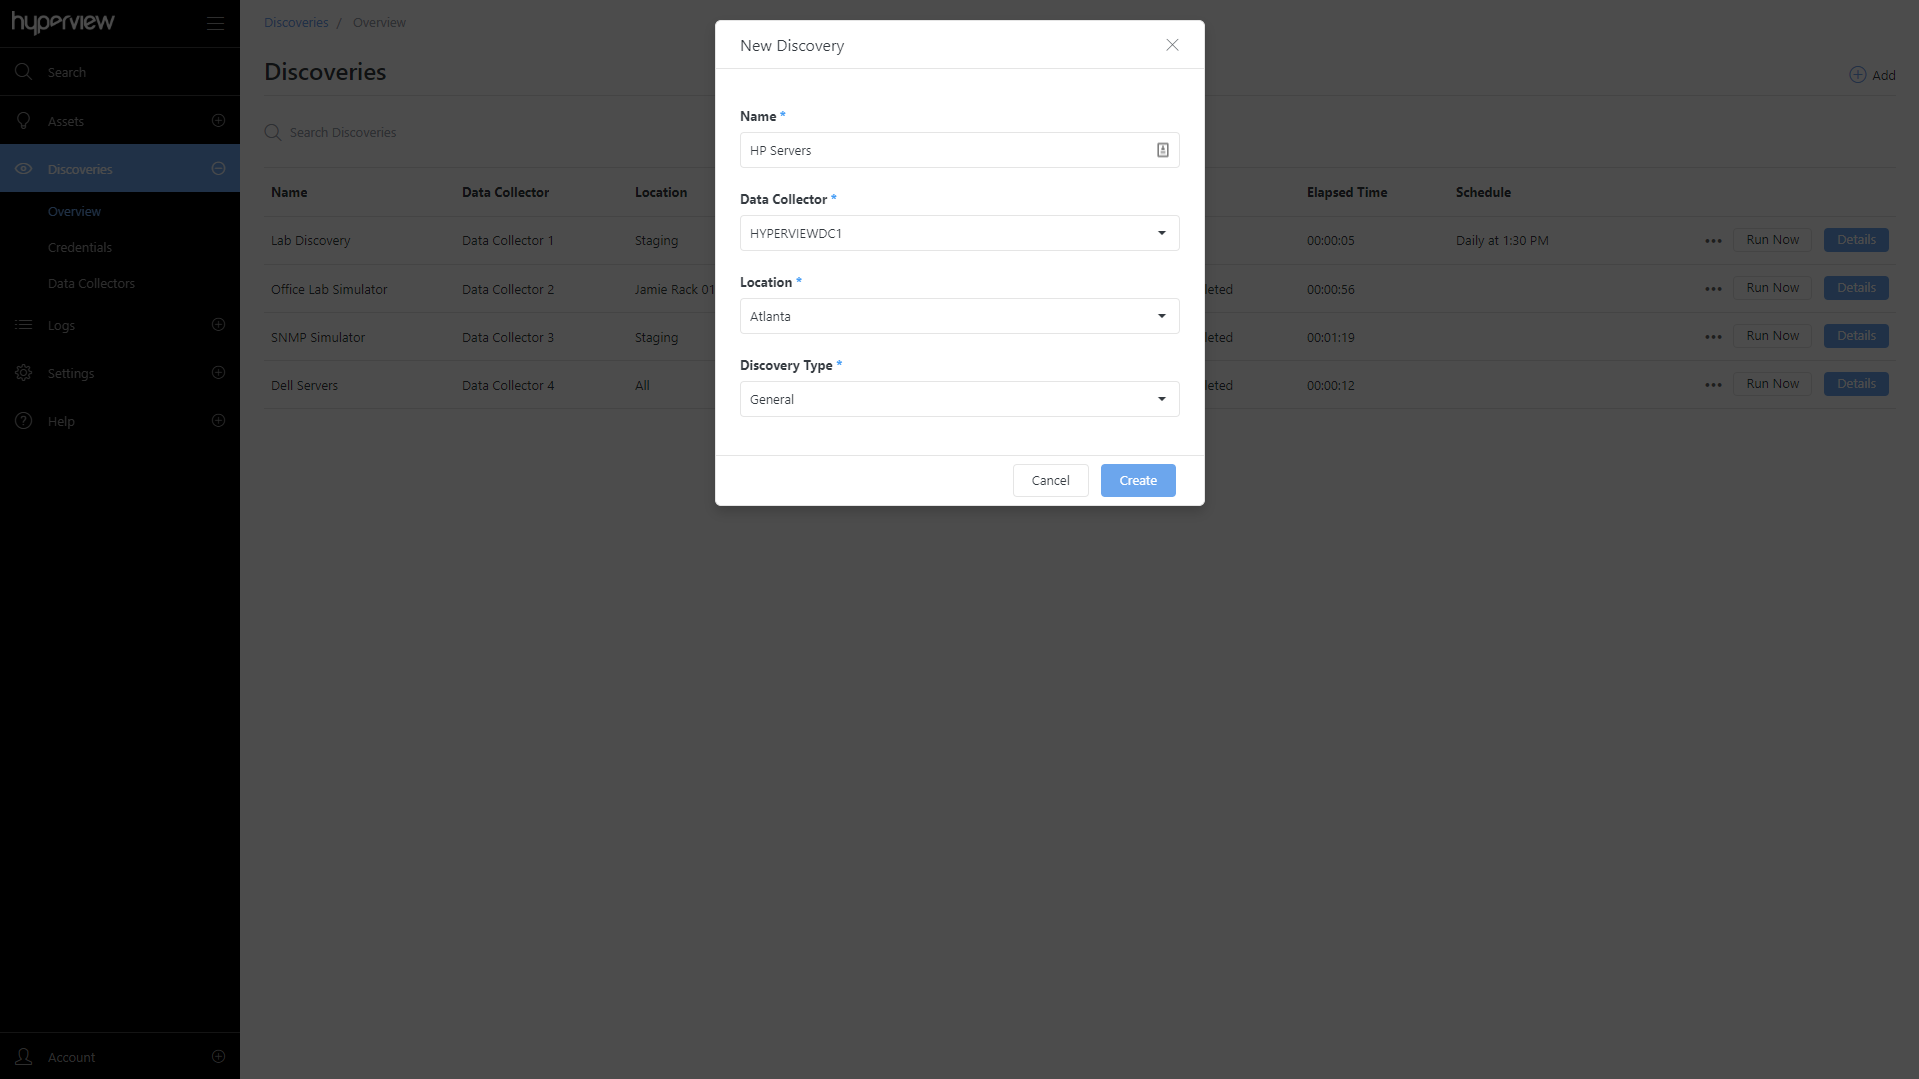 hyperview
Search
Assets
Discoveries
Overview
Credentials
Data Collectors
Logs
Settings
Help
Account
Discoveries / Overview
Discoveries
Add
Search Discoveries
Name Data Collector Location Elapsed Time Schedule
Lab Discovery Data Collector 1 Staging 00:00:05 Daily at 1:30 PM ••• Run Now Details
Office Lab Simulator Data Collector 2 Jamie Rack 01 leted 00:00:56 ••• Run Now Details
SNMP Simulator Data Collector 3 Staging leted 00:01:19 ••• Run Now Details
Dell Servers Data Collector 4 All leted 00:00:12 ••• Run Now Details
New Discovery
Name *
HP Servers
Data Collector *
HYPERVIEWDC1
Location *
Atlanta
Discovery Type *
General
Cancel Create